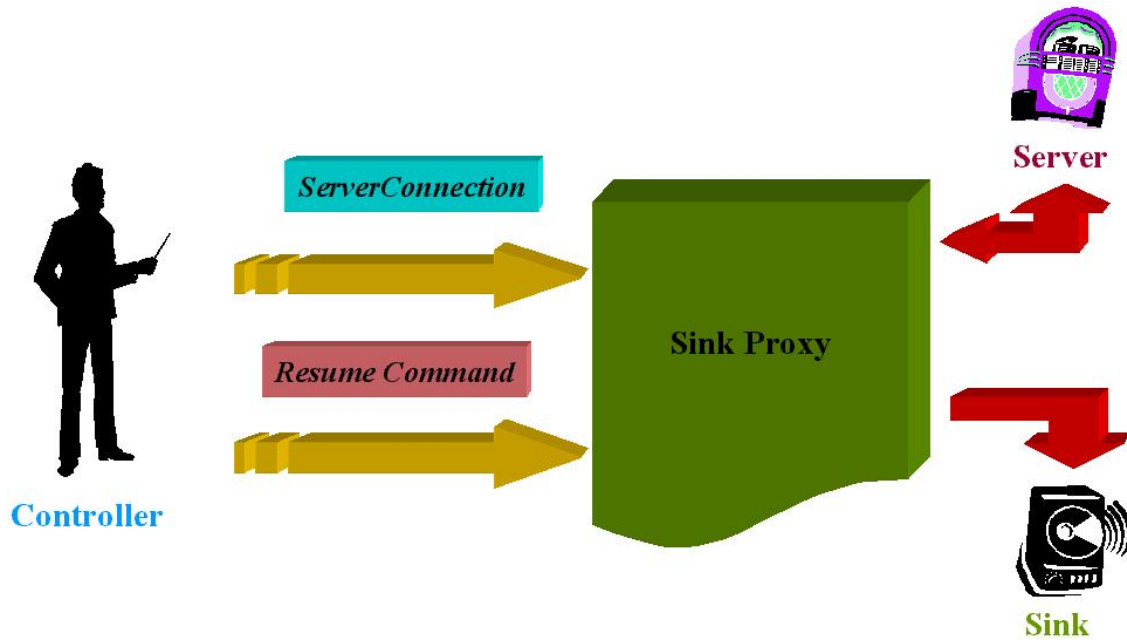 Server
ServerConnection
Sink Proxy
Resume Command
Controller
Sink